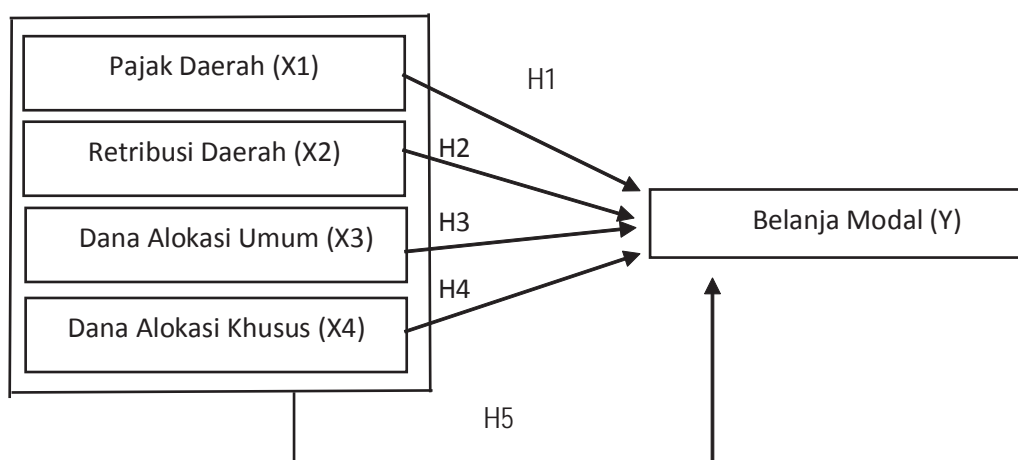 Pajak Daerah (X1)
H1
Retribusi Daerah (X2)
H2
Dana Alokasi Umum (X3)
H3
Belanja Modal (Y)
Dana Alokasi Khusus (X4)
H4
H5